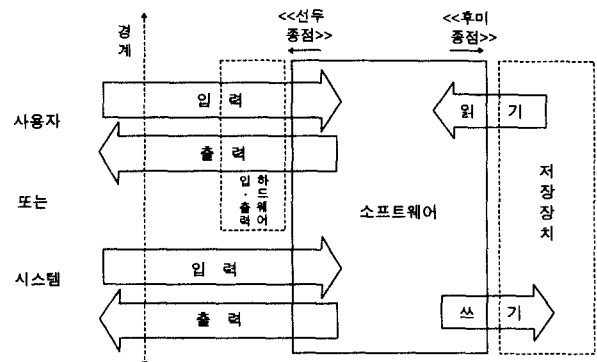 <<선두
종점>>
<<후미
종점>>
경
계
입 력
읽 기
사용자
출 력
하드웨어
입·출력
저장장치
또는
소프트웨어
시스템
입 력
쓰 기
출 력